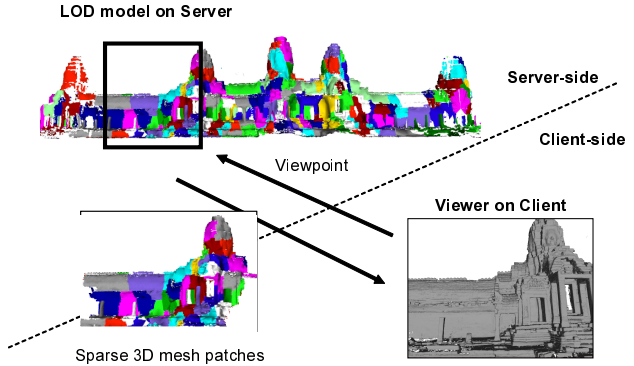 LOD model on Server
Server-side
Client-side
Viewpoint
Viewer on Client
Sparse 3D mesh patches